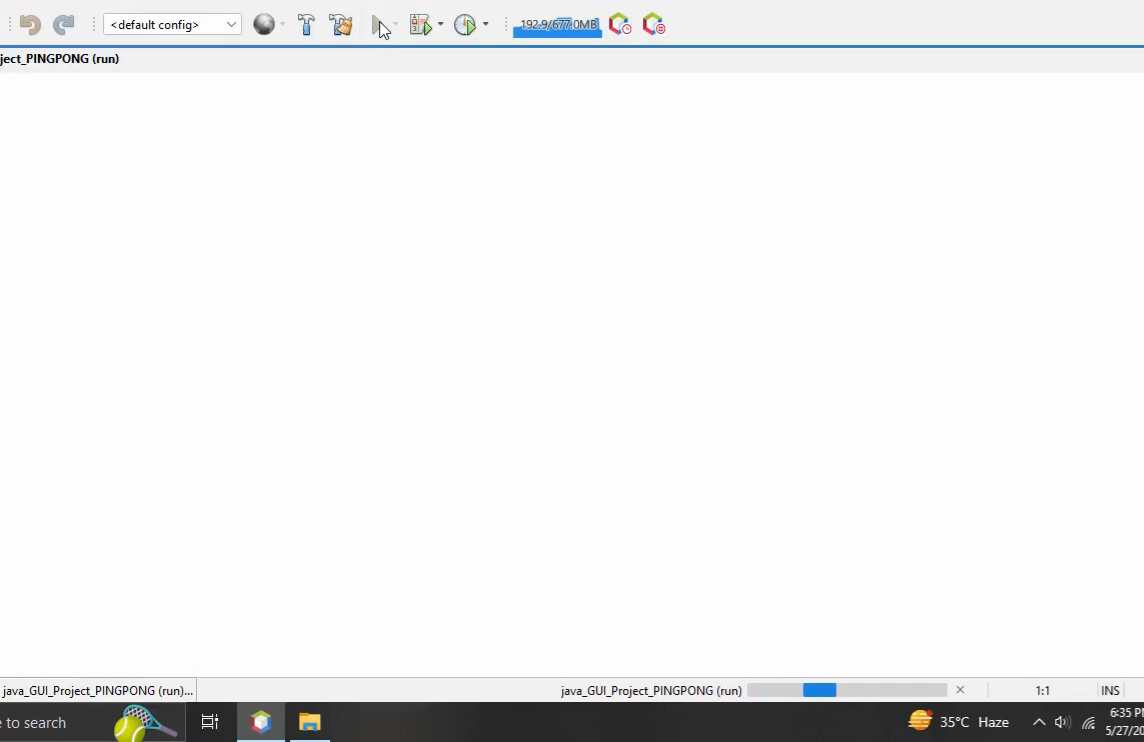 <default config>
192.9/677.0MB
ject_PINGPONG (run)
java_GUI_Project_PINGPONG (run)...
java_GUI_Project_PINGPONG (run)
1:1
INS
e to search
35°C Haze
6:35 P
5/27/20